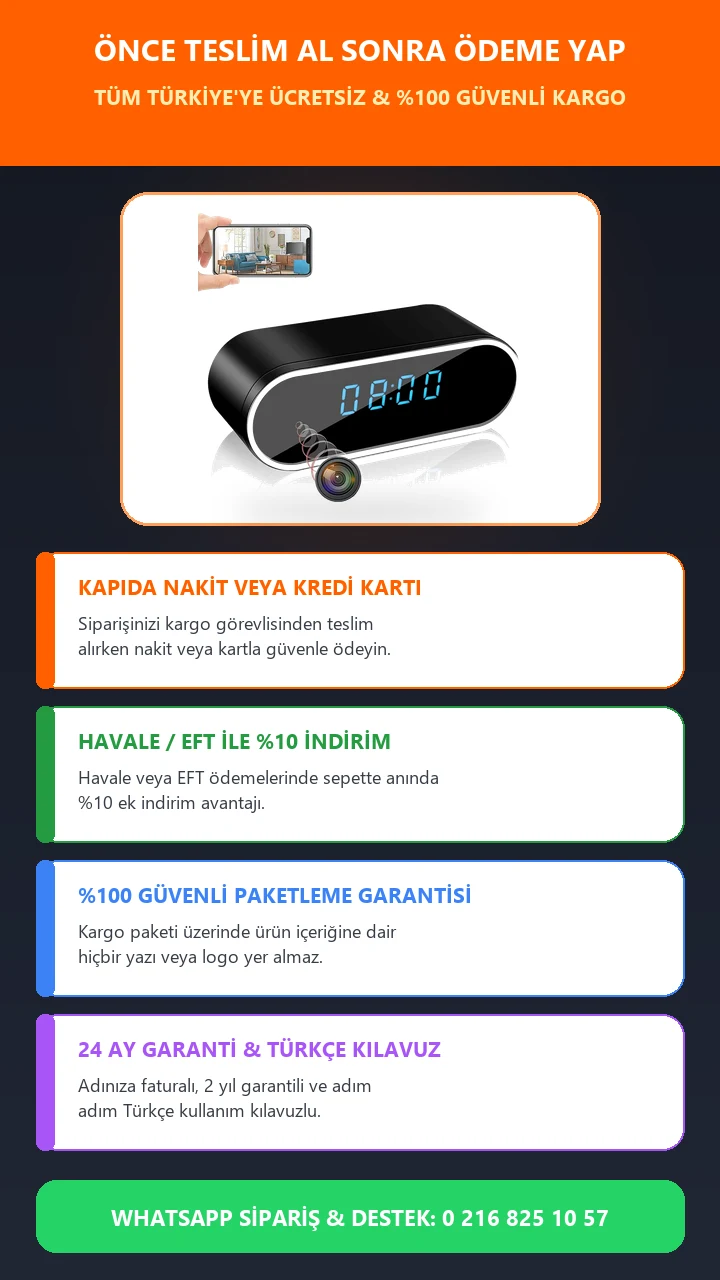 ÖNCE TESLİM AL SONRA ÖDEME YAP
TÜM TÜRKİYE'YE ÜCRETSİZ & %100 GÜVENLİ KARGO
08:00
KAPIDA NAKİT VEYA KREDİ KARTI
Siparişinizi kargo görevlisinden teslim
alırken nakit veya kartla güvenle ödeyin.
HAVALE / EFT İLE %10 İNDİRİM
Havale veya EFT ödemelerinde sepette anında
%10 ek indirim avantajı.
%100 GÜVENLİ PAKETLEME GARANTİSİ
Kargo paketi üzerinde ürün içeriğine dair
hiçbir yazı veya logo yer almaz.
24 AY GARANTİ & TÜRKÇE KILAVUZ
Adınıza faturalı, 2 yıl garantili ve adım
adım Türkçe kullanım kılavuzlu.
WHATSAPP SİPARİŞ & DESTEK: 0 216 825 10 57